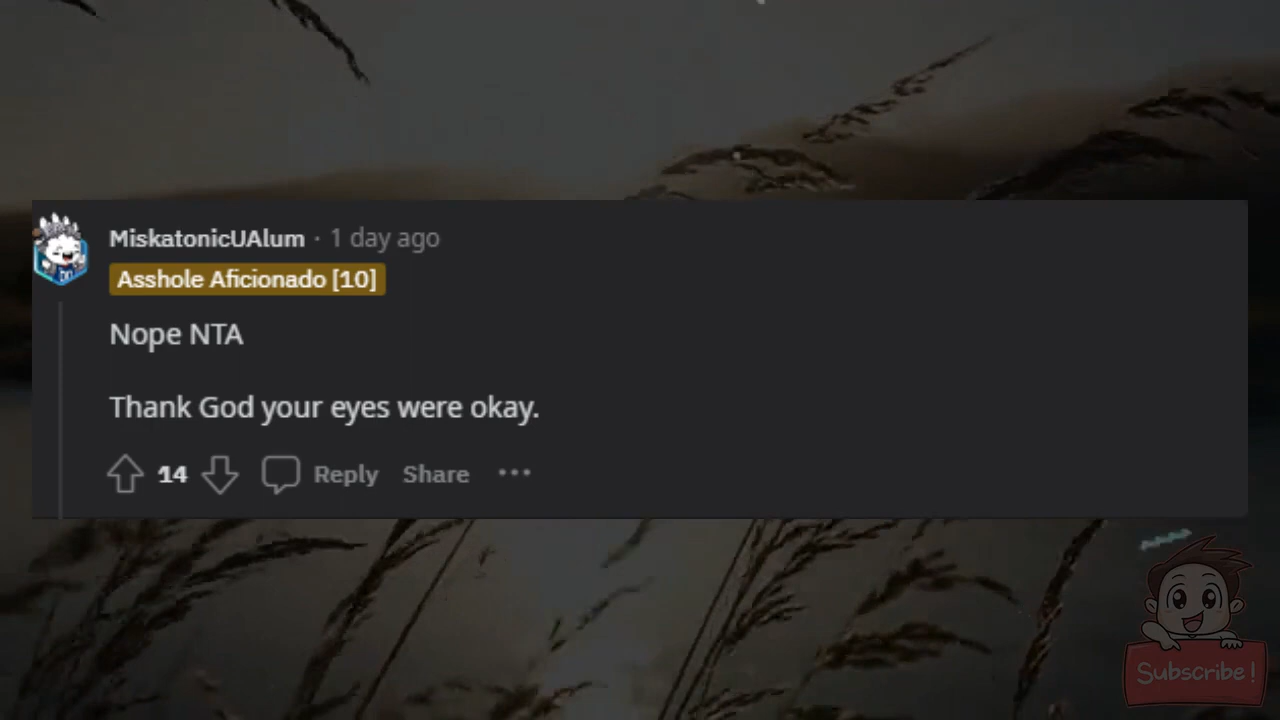 MiskatonicUAlum · 1 day ago
Asshole Aficionado [10]
Nope NTA
Thank God your eyes were okay.
14 Reply Share ...
Subscribe!